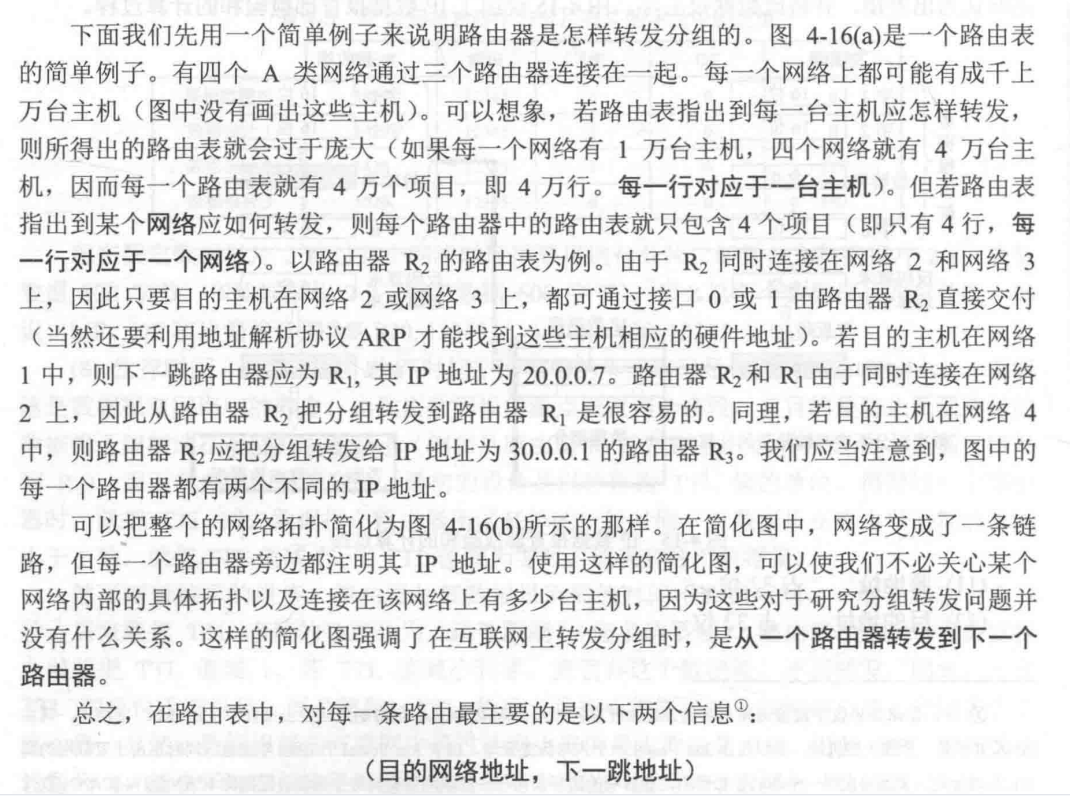 下面我们先用一个简单例子来说明路由器是怎样转发分组的。图 4-16(a)是一个路由表
的简单例子。有四个 A 类网络通过三个路由器连接在一起。每一个网络上都可能有成千上
万台主机（图中没有画出这些主机）。可以想象，若路由表指出到每一台主机应怎样转发，
则所得出的路由表就会过于庞大（如果每一个网络有 1 万台主机，四个网络就有 4 万台主
机，因而每一个路由表就有 4 万个项目，即 4 万行。每一行对应于一台主机）。但若路由表
指出到某个网络应如何转发，则每个路由器中的路由表就只包含 4 个项目（即只有 4 行，每
一行对应于一个网络）。以路由器 R₂ 的路由表为例。由于 R₂ 同时连接在网络 2 和网络 3
上，因此只要目的主机在网络 2 或网络 3 上，都可通过接口 0 或 1 由路由器 R₂ 直接交付
（当然还要利用地址解析协议 ARP 才能找到这些主机相应的硬件地址）。若目的主机在网络
1 中，则下一跳路由器应为 R₁，其 IP 地址为 20.0.0.7。路由器 R₂和 R₁由于同时连接在网络
2 上，因此从路由器 R₂ 把分组转发到路由器 R₁ 是很容易的。同理，若目的主机在网络 4
中，则路由器 R₂应把分组转发给 IP 地址为 30.0.0.1 的路由器 R₃。我们应当注意到，图中的
每一个路由器都有两个不同的 IP 地址。
可以把整个的网络拓扑简化为图 4-16(b)所示的那样。在简化图中，网络变成了一条链
路，但每一个路由器旁边都注明其 IP 地址。使用这样的简化图，可以使我们不必关心某个
网络内部的具体拓扑以及连接在该网络上有多少台主机，因为这些对于研究分组转发问题并
没有什么关系。这样的简化图强调了在互联网上转发分组时，是从一个路由器转发到下一个
路由器。
总之，在路由表中，对每一条路由最主要的是以下两个信息①：
（目的网络地址，下一跳地址）